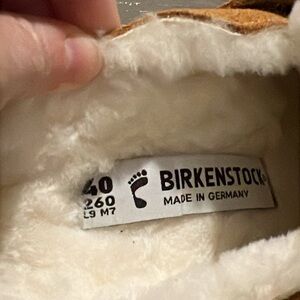 40
260
L9 M7
BIRKENSTOCK
MADE IN GERMANY